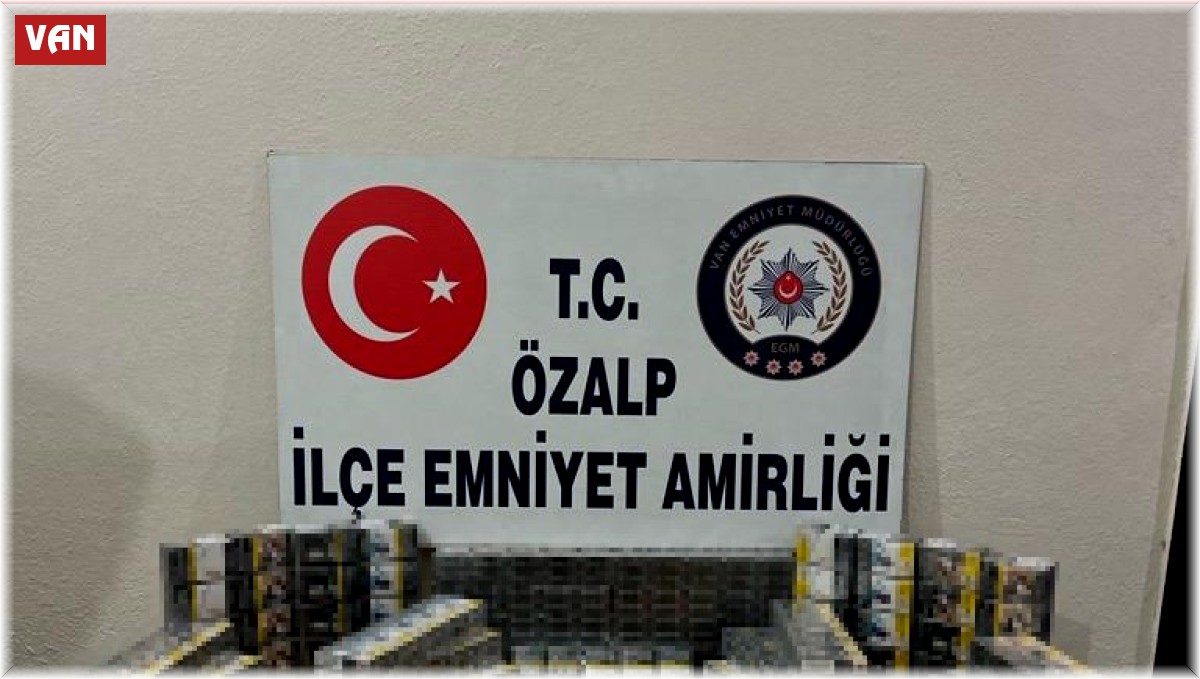 VAN
VAN EMNİYET MÜDÜRLÜĞÜ
EGM
T.C.
ÖZALP
İLÇE EMNİYET AMİRLİĞİ